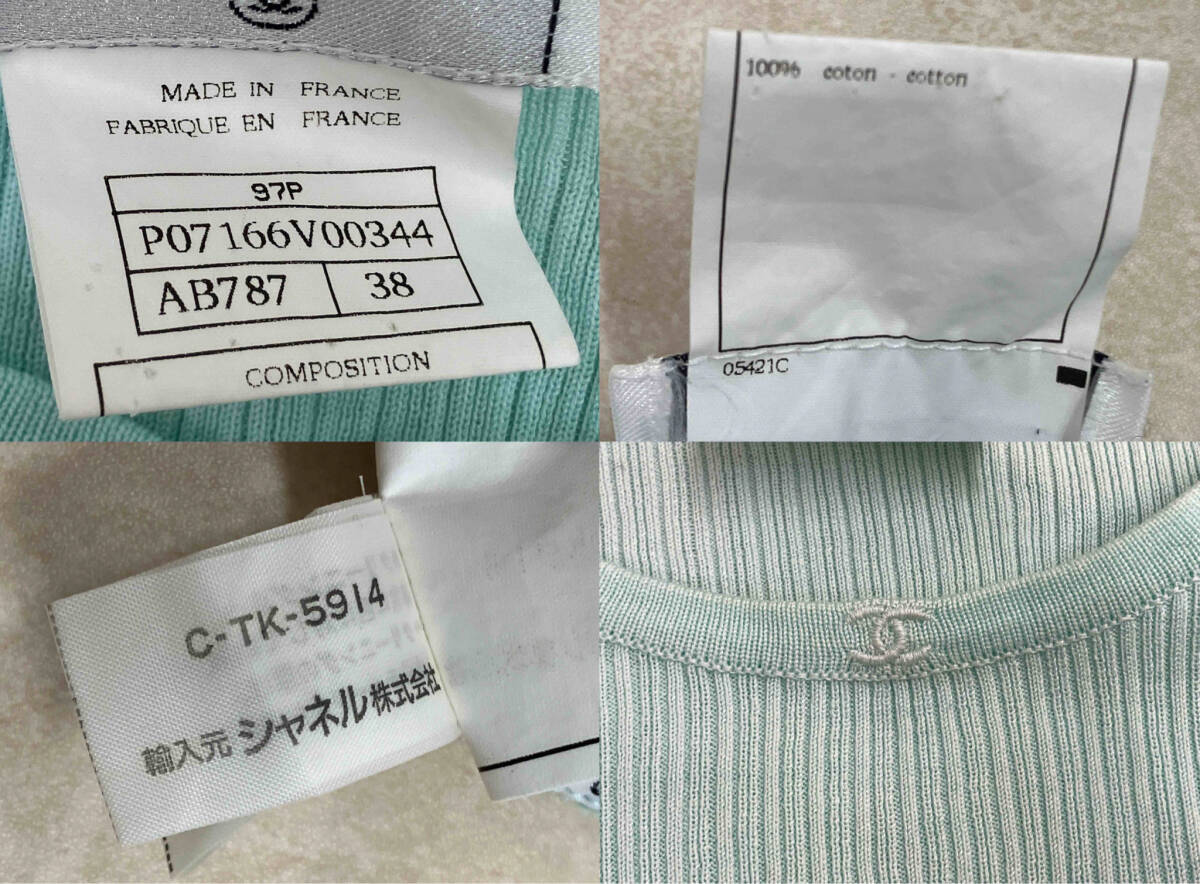 MADE IN FRANCE
FABRIQUE EN FRANCE
97P
P07166V00344
AB787 38
COMPOSITION
100% coton - cotton
05421C
C-TK-5914
輸入元 シャネル株式会社